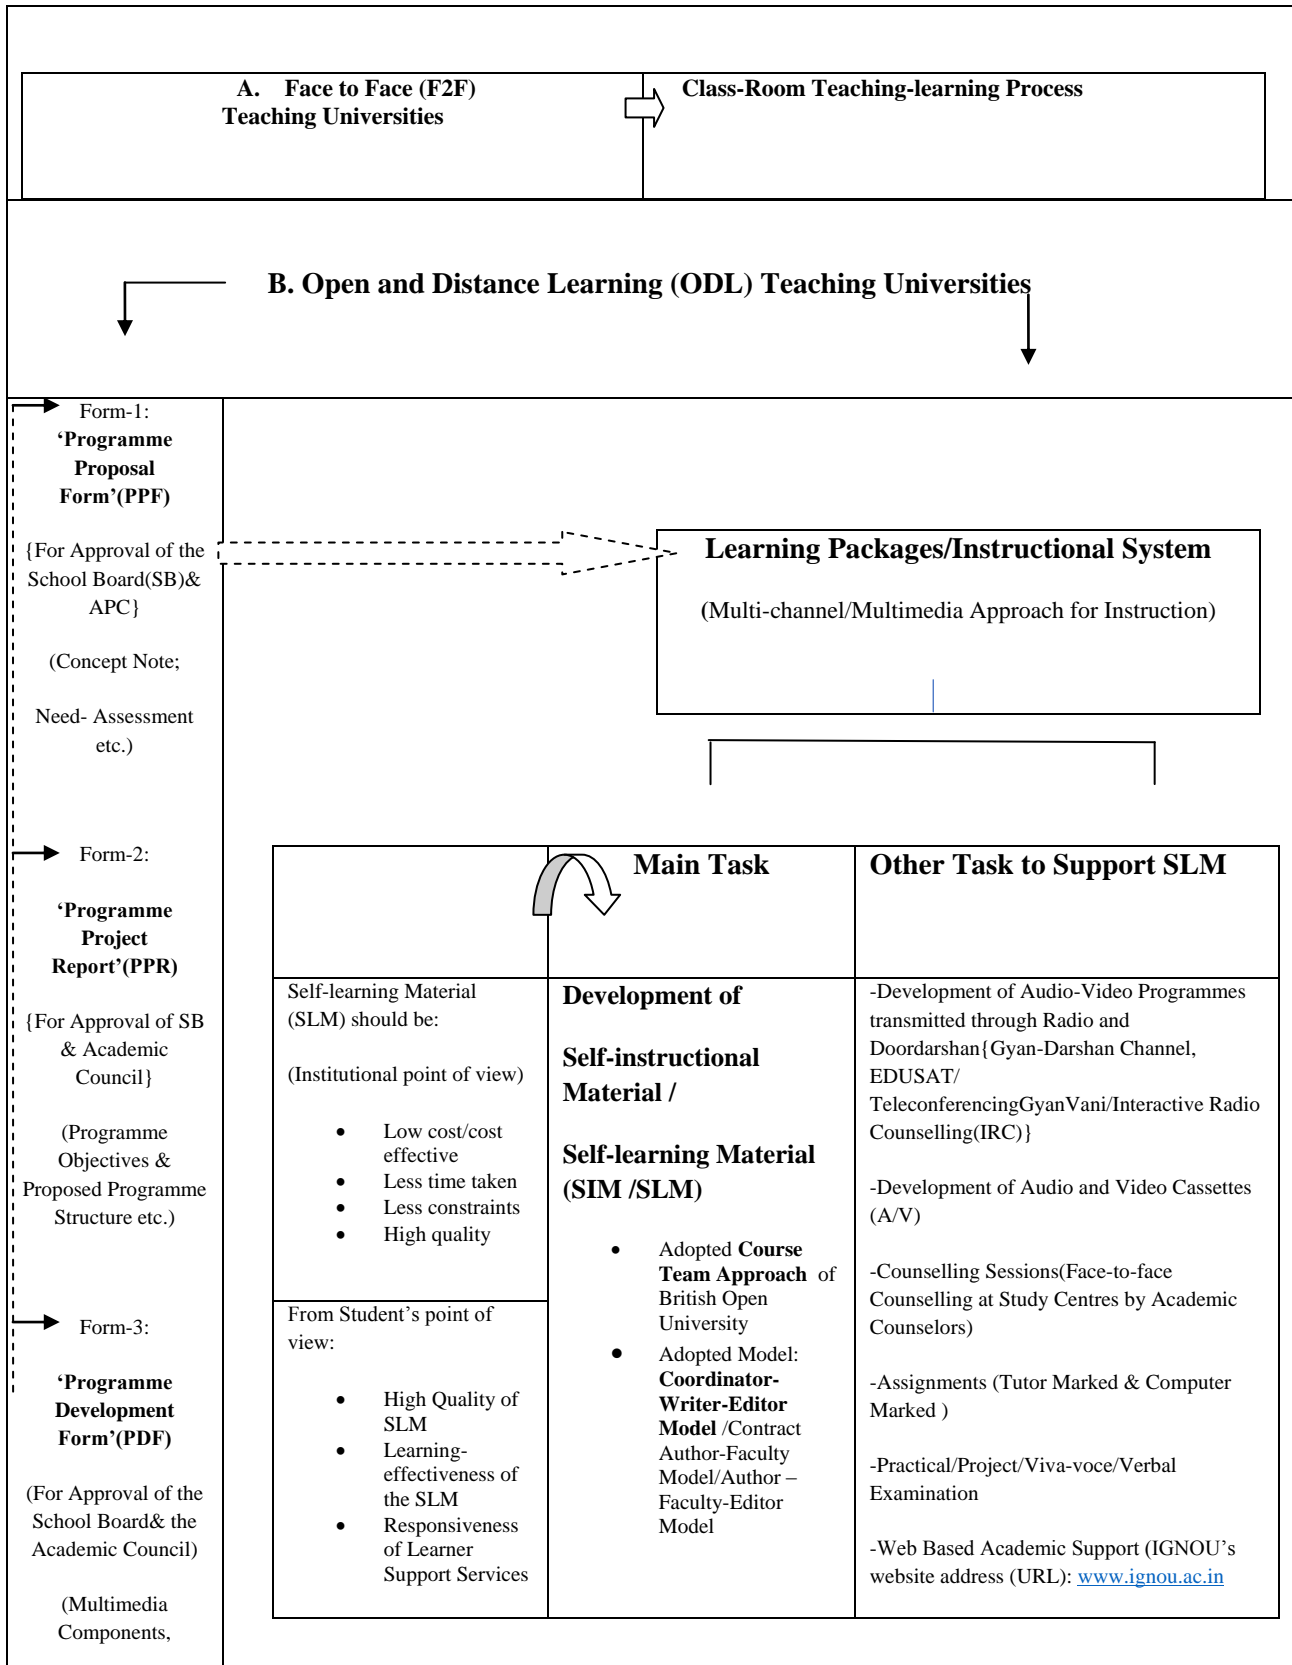 A. Face to Face (F2F)
Teaching Universities
Class-Room Teaching-learning Process
B. Open and Distance Learning (ODL) Teaching Universities
Form-1:
‘Programme
Proposal
Form’(PPF)
{For Approval of the
School Board(SB)&
APC}
(Concept Note;
Need- Assessment
etc.)
Form-2:
‘Programme
Project
Report’(PPR)
{For Approval of SB
& Academic
Council}
(Programme
Objectives &
Proposed Programme
Structure etc.)
Form-3:
‘Programme
Development
Form’(PDF)
(For Approval of the
School Board& the
Academic Council)
(Multimedia
Components,
Learning Packages/Instructional System
(Multi-channel/Multimedia Approach for Instruction)
Main Task
Other Task to Support SLM
Self-learning Material
(SLM) should be:
(Institutional point of view)
• Low cost/cost
effective
• Less time taken
• Less constraints
• High quality
From Student’s point of
view:
• High Quality of
SLM
• Learning-
effectiveness of
the SLM
• Responsiveness
of Learner
Support Services
Development of
Self-instructional
Material /
Self-learning Material
(SIM /SLM)
• Adopted Course
Team Approach of
British Open
University
• Adopted Model:
Coordinator-
Writer-Editor
Model /Contract
Author-Faculty
Model/Author –
Faculty-Editor
Model
-Development of Audio-Video Programmes
transmitted through Radio and
Doordarshan{Gyan-Darshan Channel,
EDUSAT/
TeleconferencingGyanVani/Interactive Radio
Counselling(IRC)}
-Development of Audio and Video Cassettes
(A/V)
-Counselling Sessions(Face-to-face
Counselling at Study Centres by Academic
Counselors)
-Assignments (Tutor Marked & Computer
Marked )
-Practical/Project/Viva-voce/Verbal
Examination
-Web Based Academic Support (IGNOU’s
website address (URL): www.ignou.ac.in